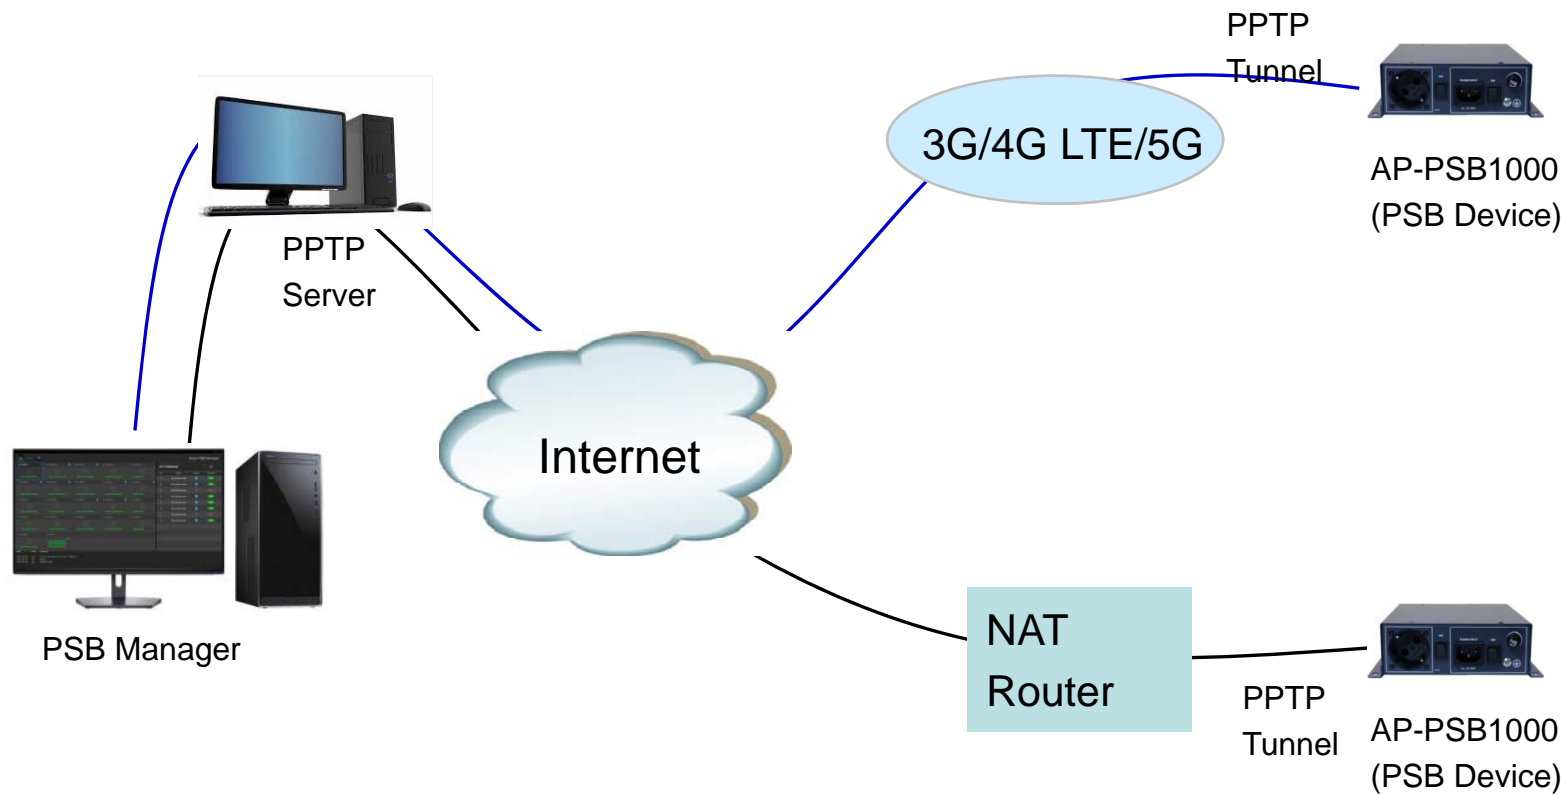 PPTP
Tunnel
3G/4G LTE/5G
AP-PSB1000
(PSB Device)
PPTP
Server
Internet
PSB Manager
NAT
Router
PPTP
Tunnel
AP-PSB1000
(PSB Device)